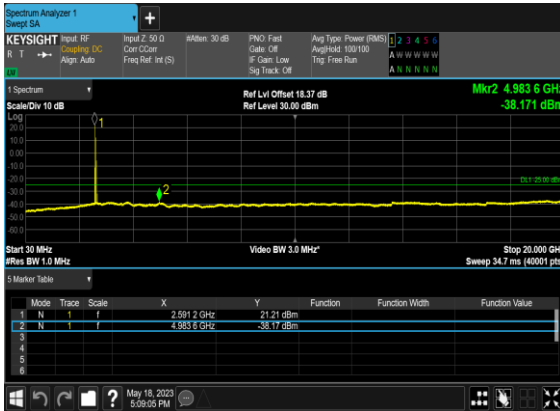 Spectrum Analyzer 1
Swept SA
+
KEYSIGHT Input: RF Input Z: 50 Ω #Atten: 30 dB PNO: Fast Avg Type: Power (RMS) 1 2 3 4 5 6
R T Coupling: DC Corr CCorr Gate: Off Avg|Hold: 100/100 A W W W W W
Align: Auto Freq Ref: Int (S) IF Gain: Low Trig: Free Run
Sig Track: Off A N N N N N
1 Spectrum Ref Lvl Offset 18.37 dB Mkr2 4.983 6 GHz
Scale/Div 10 dB Ref Level 30.00 dBm -38.171 dBm
Log
20.0
10.0
0.00
-10.0
-20.0
-30.0
-40.0
-50.0
-60.0
1
2
DL1 -25.00 dBm
Start 30 MHz Video BW 3.0 MHz* Stop 20.000 GHz
#Res BW 1.0 MHz Sweep 34.7 ms (40001 pts)
5 Marker Table
Mode Trace Scale X Y Function Function Width Function Value
1 N 1 f 2.591 2 GHz 21.21 dBm
2 N 1 f 4.983 6 GHz -38.17 dBm
3
4
5
6
? May 18, 2023
5:09:05 PM